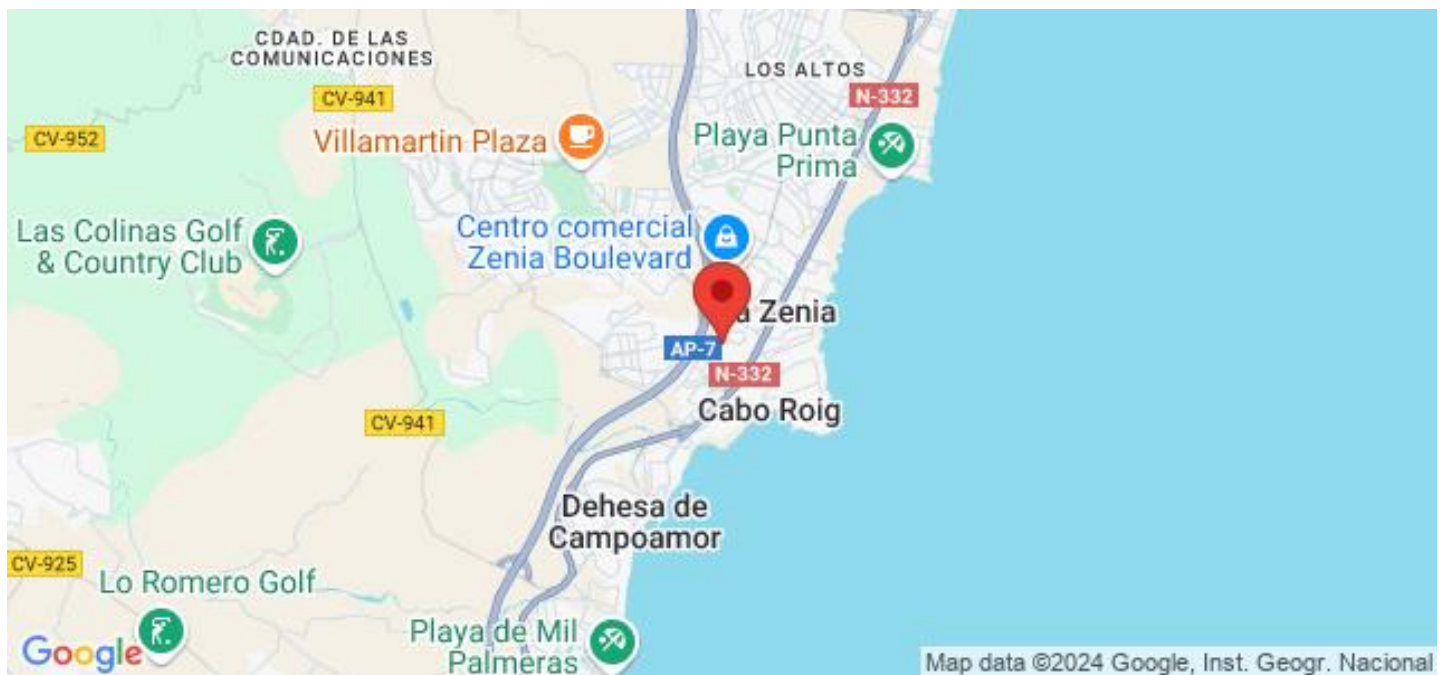 CDAD. DE LAS
COMUNICACIONES
LOS ALTOS
CV-941
N-332
CV-952
Villamartin Plaza
Playa Punta
Prima
Las Colinas Golf
& Country Club
Centro comercial
Zenia Boulevard
a Zenia
AP-7
N-332
Cabo Roig
CV-941
Dehesa de
Campoamor
CV-925
Lo Romero Golf
Playa de Mil
Palmeras
Google
Map data ©2024 Google, Inst. Geogr. Nacional